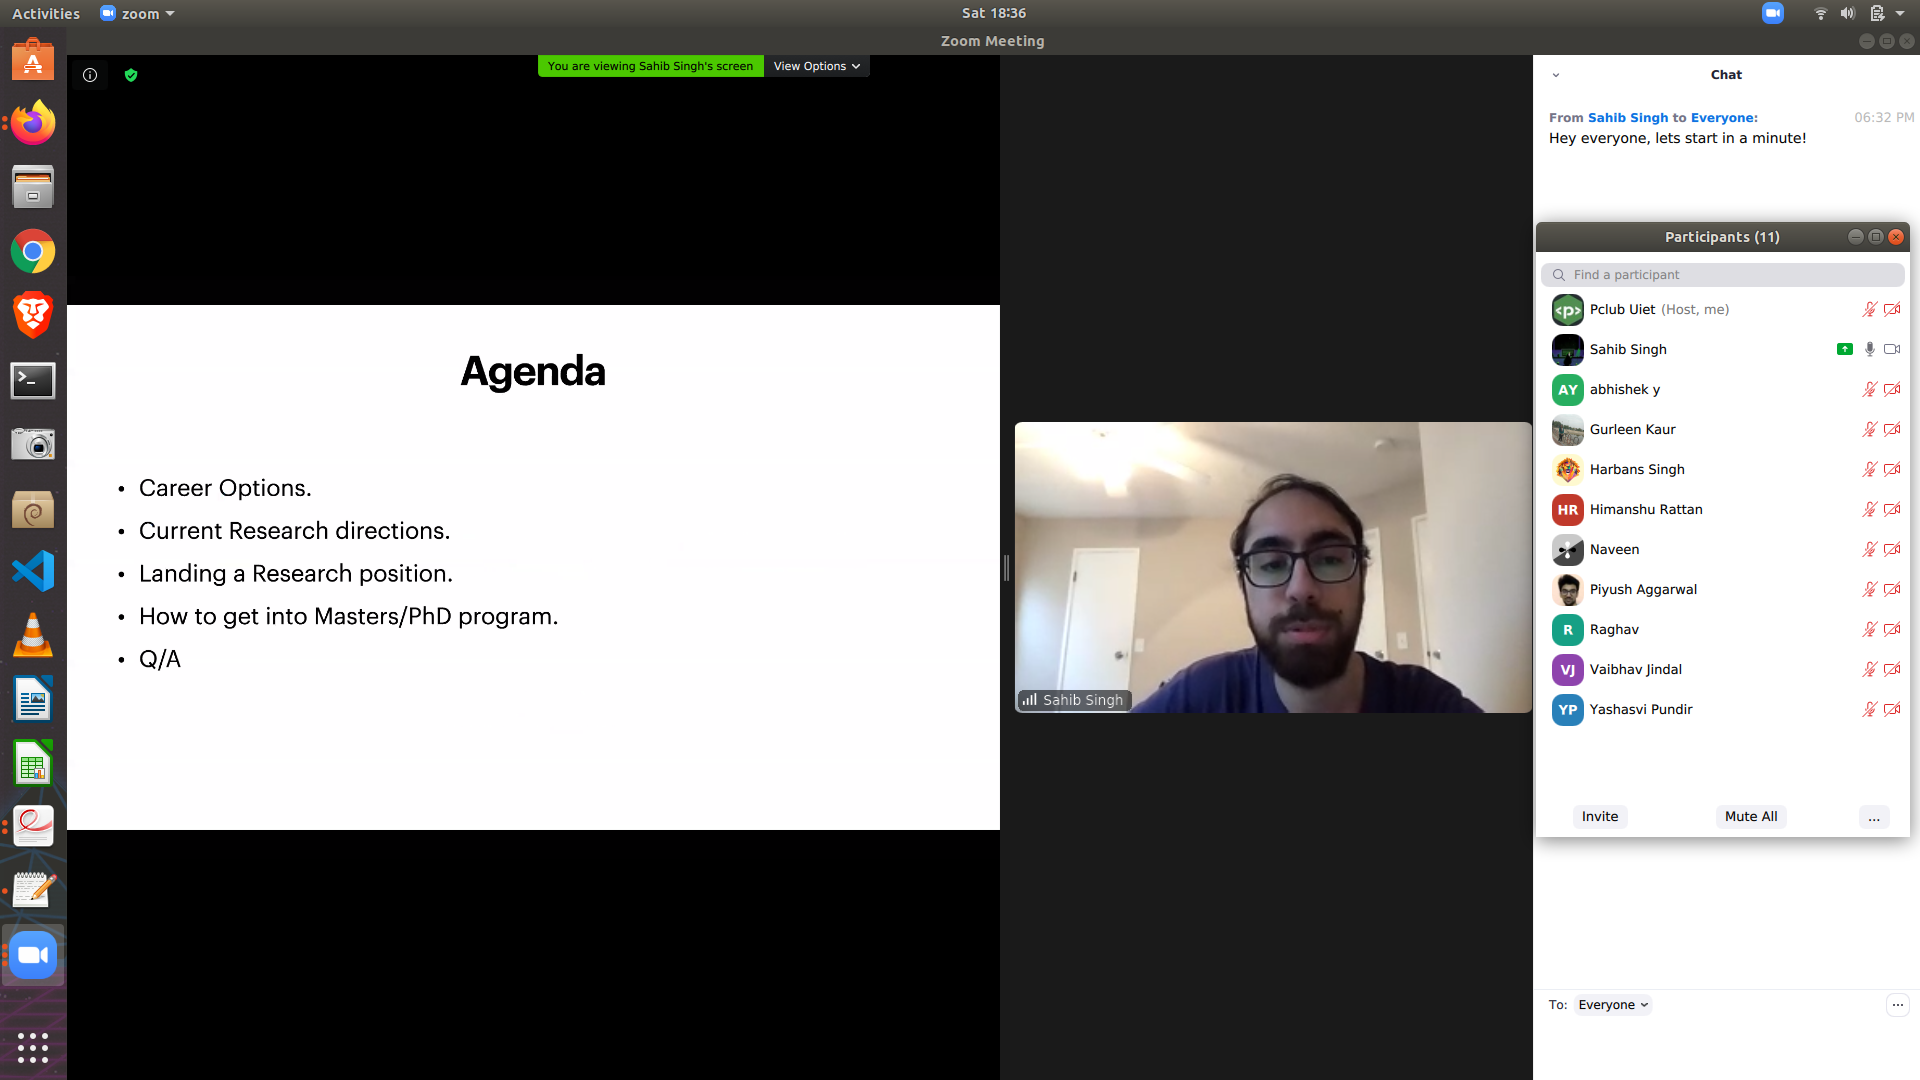 Activities
zoom
Sat 18:36
Zoom Meeting
You are viewing Sahib Singh's screen
View Options
Agenda
• Career Options.
• Current Research directions.
• Landing a Research position.
• How to get into Masters/PhD program.
• Q/A
Sahib Singh
Chat
From Sahib Singh to Everyone: 06:32 PM
Hey everyone, lets start in a minute!
Participants (11)
Find a participant
<p> Pclub Uiet (Host, me)
Sahib Singh
AY abhishek y
Gurleen Kaur
Harbans Singh
HR Himanshu Rattan
Naveen
Piyush Aggarwal
R Raghav
VJ Vaibhav Jindal
YP Yashasvi Pundir
Invite
Mute All
...
To: Everyone
...